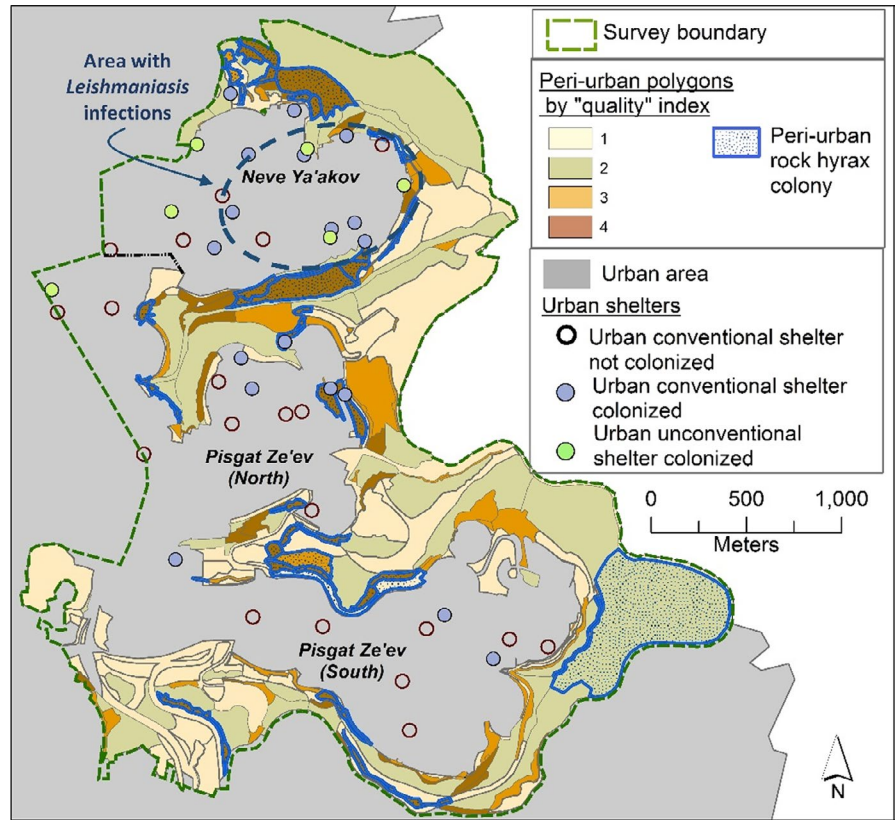 Area with
Leishmaniasis
infections
Neve Ya'akov
Pisgat Ze'ev
(North)
Pisgat Ze'ev
(South)
Survey boundary
Peri-urban polygons
by "quality" index
1
2
3
4
Peri-urban
rock hyrax
colony
Urban area
Urban shelters
Urban conventional shelter
not colonized
Urban conventional shelter
colonized
Urban unconventional
shelter colonized
0 500 1,000
Meters
N